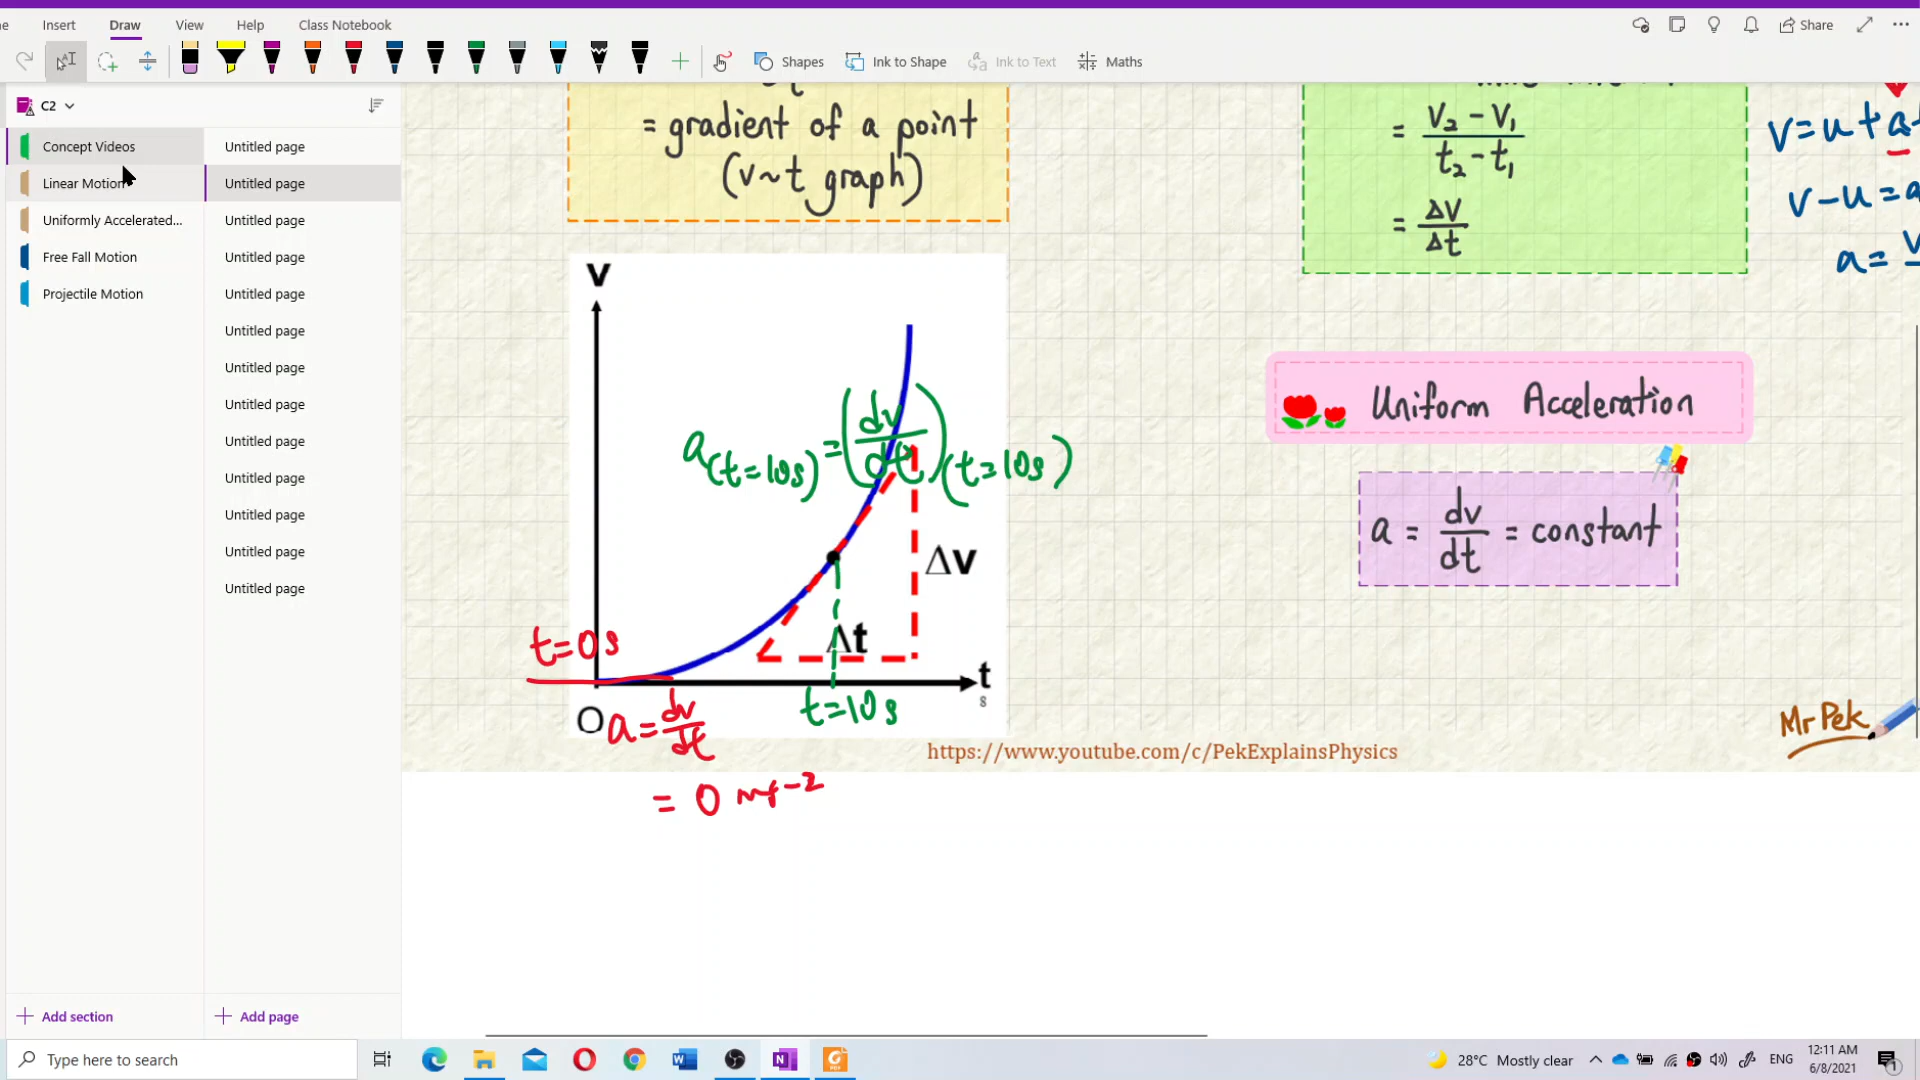 Insert Draw View Help Class Notebook
Share
Shapes Ink to Shape Ink to Text Maths
C2
Concept Videos
Linear Motion
Uniformly Accelerated...
Free Fall Motion
Projectile Motion
Untitled page
Untitled page
Untitled page
Untitled page
Untitled page
Untitled page
Untitled page
Untitled page
Untitled page
Untitled page
Untitled page
Untitled page
Untitled page
= gradient of a point
(v~t graph)
V
a(t=10s) = (dv/dt)(t=10s)
Δv
Δt
t=0s
t
s
O
t=10s
a = dv/dt
= 0 ms-2
= V2 - V1 / t2 - t1
= Δv / Δt
v = u + a
v - u = a
a = v
Uniform Acceleration
a = dv/dt = constant
Mr Pek
https://www.youtube.com/c/PekExplainsPhysics
Add section
Add page
Type here to search
28°C Mostly clear
ENG
12:11 AM
6/8/2021
1